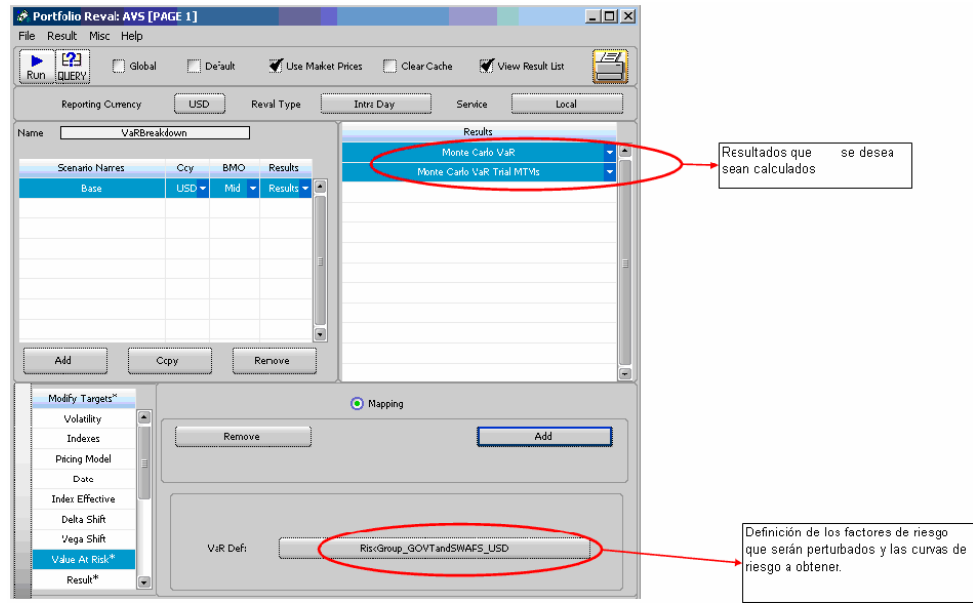 Portfolio Reval: AVS [PAGE 1]
File Result Misc Help
Run QUERY Global Default Use Market Prices Clear Cache View Result List
Reporting Currency USD Reval Type Intra Day Service Local
Name VaRBreakdown
Scenario Names Ccy BMO Results
Base USD Mid Results
Add Copy Remove
Results
Monte Carlo VaR
Monte Carlo VaR Trial MTMs
Resultados que se desea
sean calculados
Modify Targets*
Volatility
Indexes
Pricing Model
Date
Index Effective
Delta Shift
Vega Shift
Value At Risk*
Result*
Mapping
Remove Add
VaR Def: RiskGroup_GOVTandSWAPS_USD
Definición de los factores de riesgo
que serán perturbados y las curvas de
riesgo a obtener.